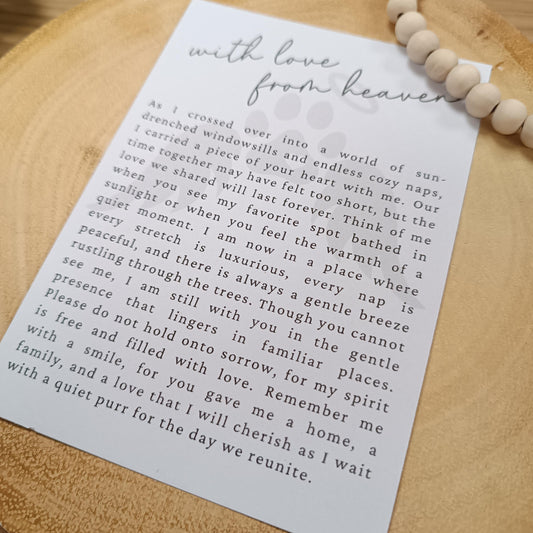 with love
from heaven
As I crossed over into a world of sun-
drenched windowsills and endless cozy naps,
I carried a piece of your heart with me. Our
time together may have felt too short, but the
love we shared will last forever. Think of me
when you see my favorite spot bathed in
sunlight or when you feel the warmth of a
quiet moment. I am now in a place where
every stretch is luxurious, every nap is
peaceful, and there is always a gentle breeze
rustling through the trees. Though you cannot
see me, I am still with you in the gentle
presence that lingers in familiar places.
Please do not hold onto sorrow, for my spirit
is free and filled with love. Remember me
with a smile, for you gave me a home, a
family, and a love that I will cherish as I wait
with a quiet purr for the day we reunite.